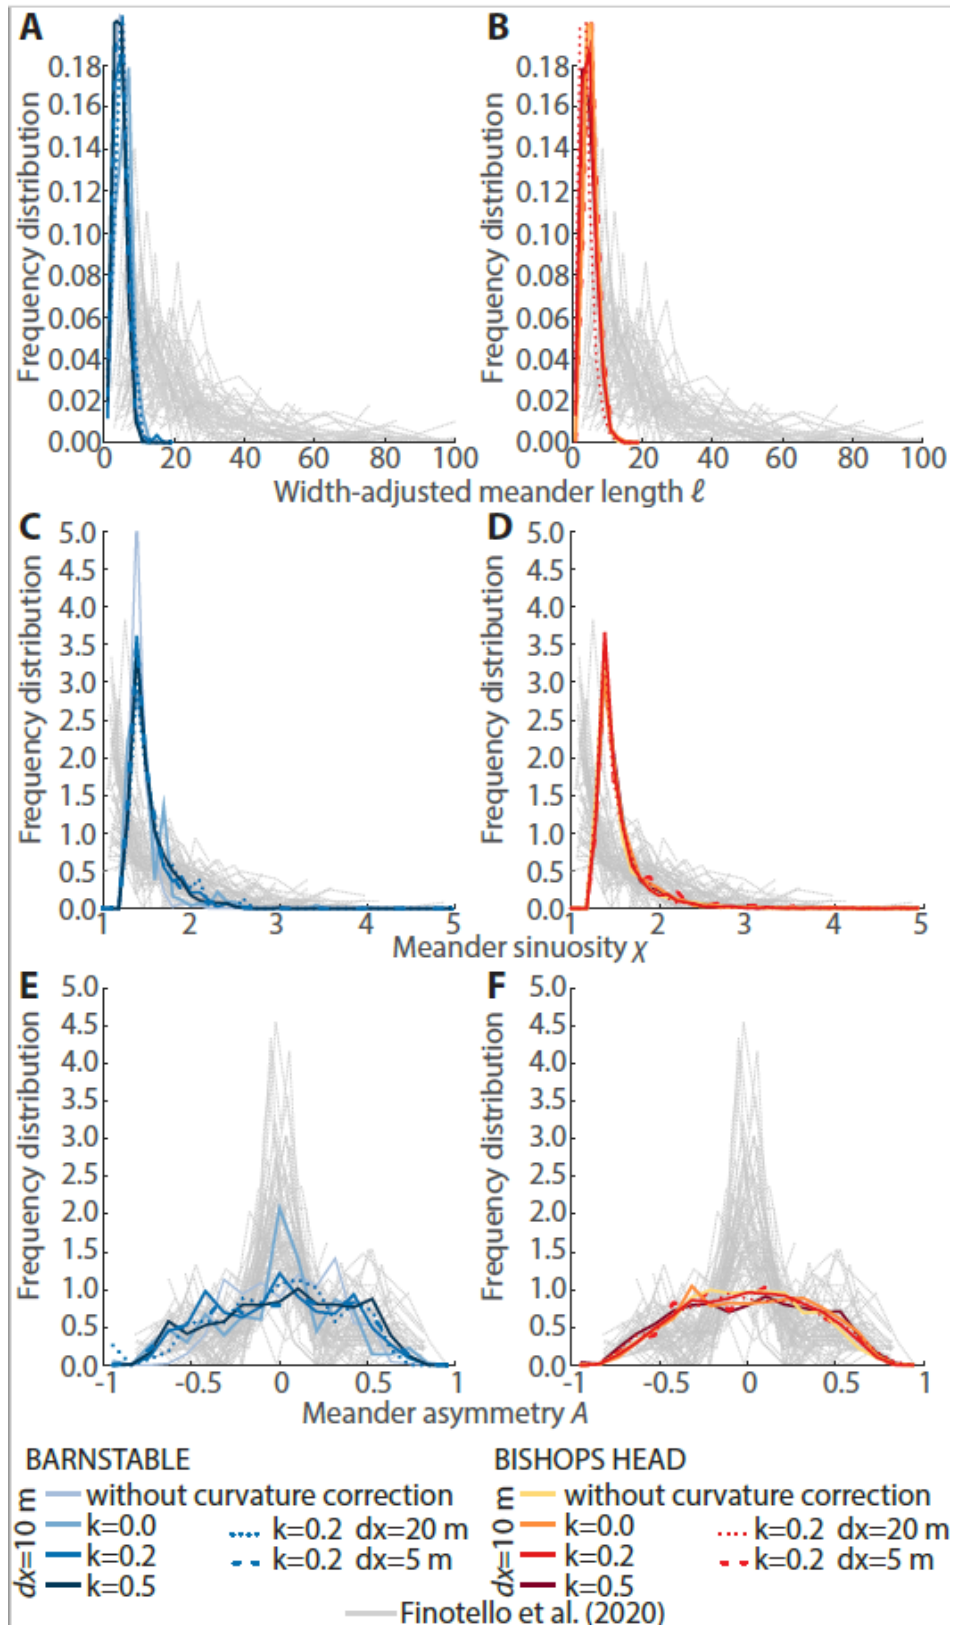 A B
Frequency distribution Frequency distribution
0.18 0.18
0.16 0.16
0.14 0.14
0.12 0.12
0.10 0.10
0.08 0.08
0.06 0.06
0.04 0.04
0.02 0.02
0.00 0.00
0 20 40 60 80 100 0 20 40 60 80 100
Width-adjusted meander length ℓ
C D
Frequency distribution Frequency distribution
5.0 5.0
4.5 4.5
4.0 4.0
3.5 3.5
3.0 3.0
2.5 2.5
2.0 2.0
1.5 1.5
1.0 1.0
0.5 0.5
0.0 0.0
1 2 3 4 5 1 2 3 4 5
Meander sinuosity χ
E F
Frequency distribution Frequency distribution
5.0 5.0
4.5 4.5
4.0 4.0
3.5 3.5
3.0 3.0
2.5 2.5
2.0 2.0
1.5 1.5
1.0 1.0
0.5 0.5
0.0 0.0
-1 -0.5 0 0.5 1 -1 -0.5 0 0.5 1
Meander asymmetry A
BARNSTABLE BISHOPS HEAD
dx=10 m dx=10 m
without curvature correction without curvature correction
k=0.0 k=0.2 dx=20 m k=0.0 k=0.2 dx=20 m
k=0.2 k=0.2 dx=5 m k=0.2 k=0.2 dx=5 m
k=0.5 k=0.5
Finotello et al. (2020)